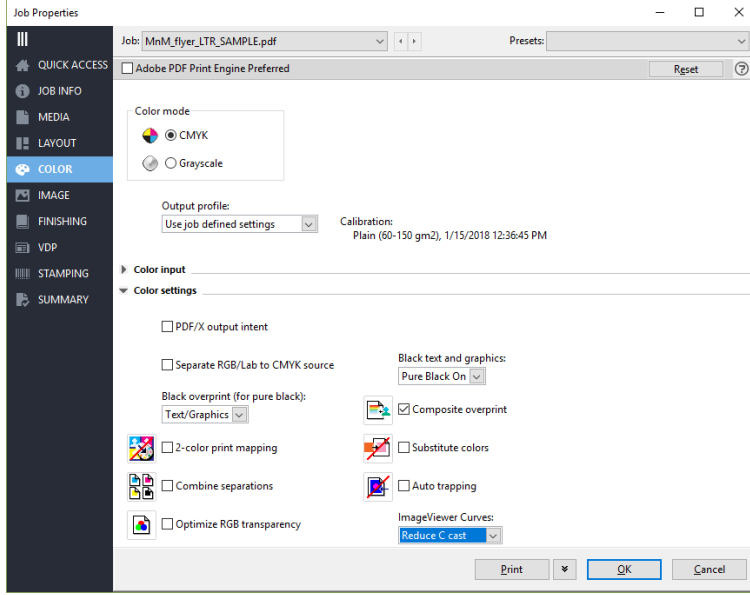 Job Properties
Job: MnM_flyer_LTR_SAMPLE.pdf
Presets:
QUICK ACCESS
JOB INFO
MEDIA
LAYOUT
COLOR
IMAGE
FINISHING
VDP
STAMPING
SUMMARY
Adobe PDF Print Engine Preferred
Reset
?
Color mode
CMYK
Grayscale
Output profile:
Use job defined settings
Calibration:
Plain (60-150 gm2), 1/15/2018 12:36:45 PM
Color input
Color settings
PDF/X output intent
Separate RGB/Lab to CMYK source
Black text and graphics:
Pure Black On
Black overprint (for pure black):
Text/Graphics
Composite overprint
2-color print mapping
Substitute colors
Combine separations
Auto trapping
Optimize RGB transparency
ImageViewer Curves:
Reduce C cast
Print
OK
Cancel